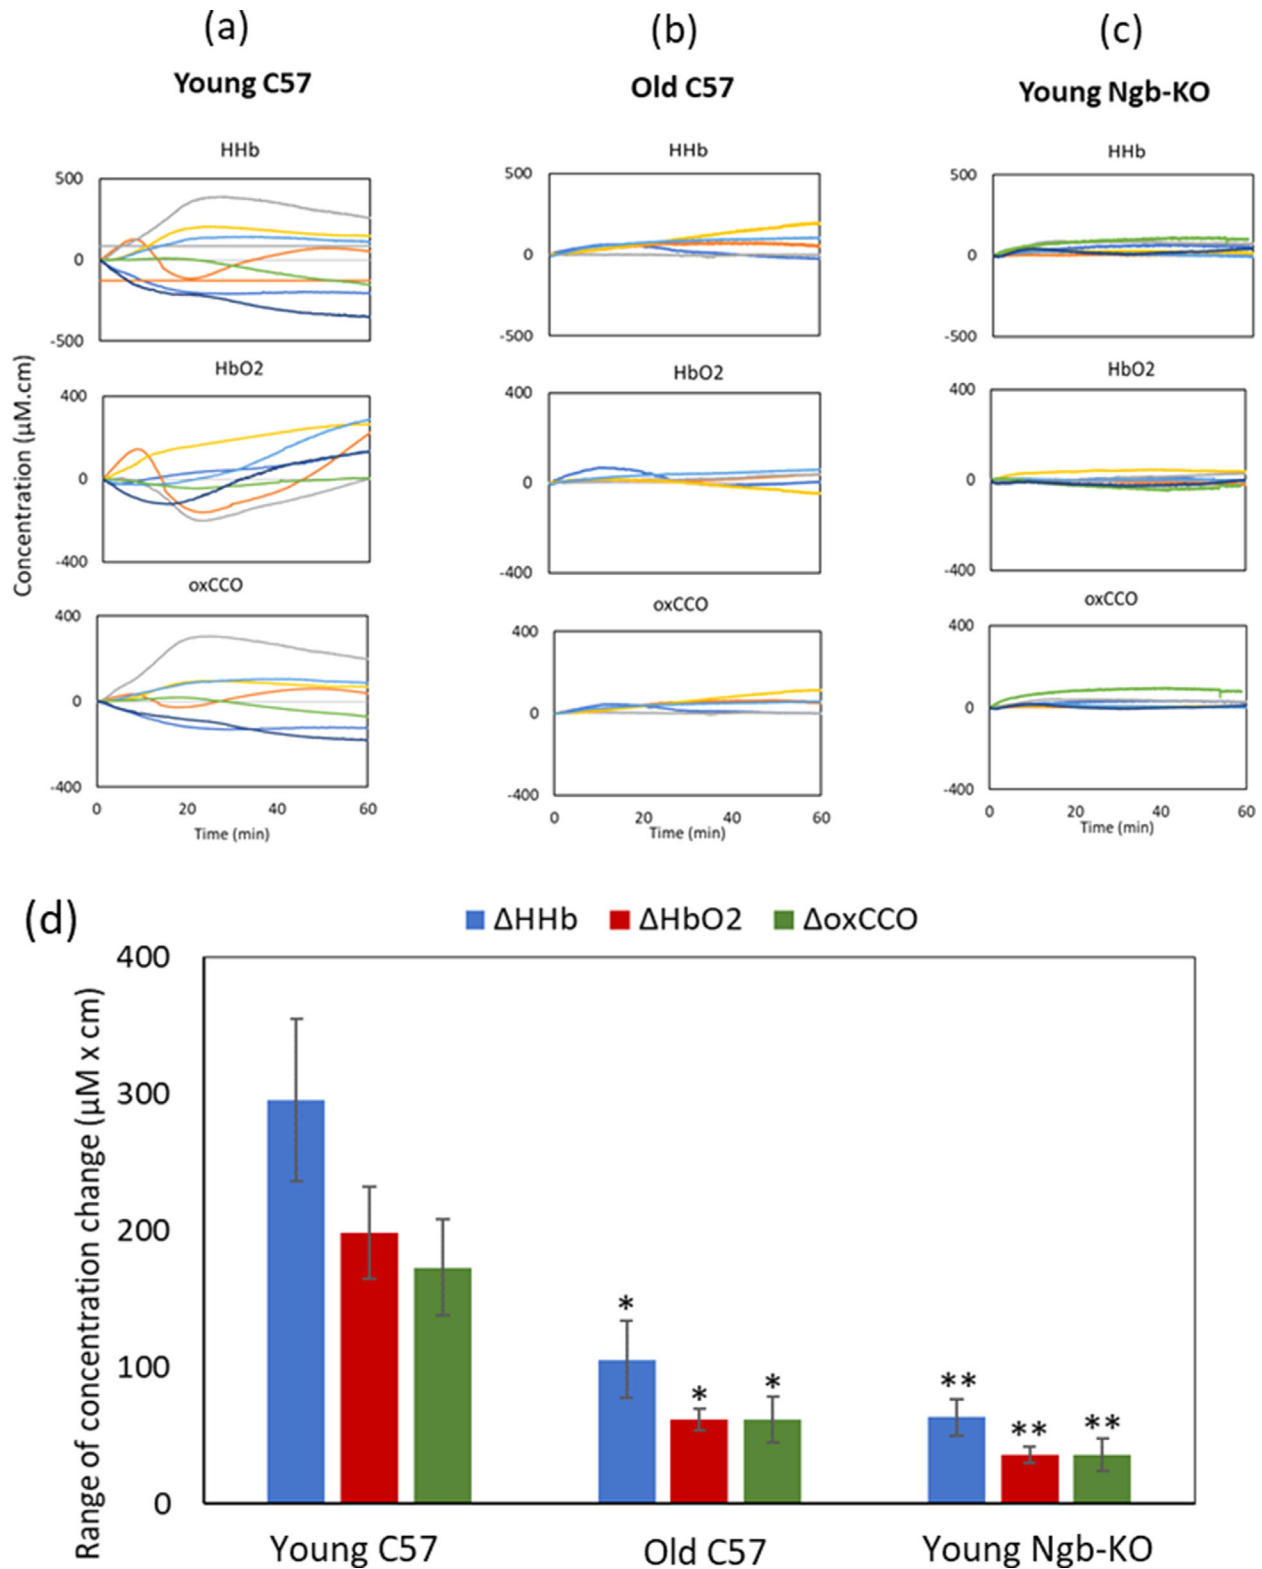 (a)
Young C57
(b)
Old C57
(c)
Young Ngb-KO
Concentration (µM.cm)
HHb
500
0
-500
HHb
500
0
-500
HHb
500
0
-500
HbO2
400
0
-400
HbO2
400
0
-400
HbO2
400
0
-400
oxCCO
400
0
-400
0 20 40 60
Time (min)
oxCCO
400
0
-400
0 20 40 60
Time (min)
oxCCO
400
0
-400
0 20 40 60
Time (min)
(d)
ΔHHb ΔHbO2 ΔoxCCO
Range of concentration change (µM x cm)
400
300
200
100
0
* * *
** ** **
Young C57 Old C57 Young Ngb-KO